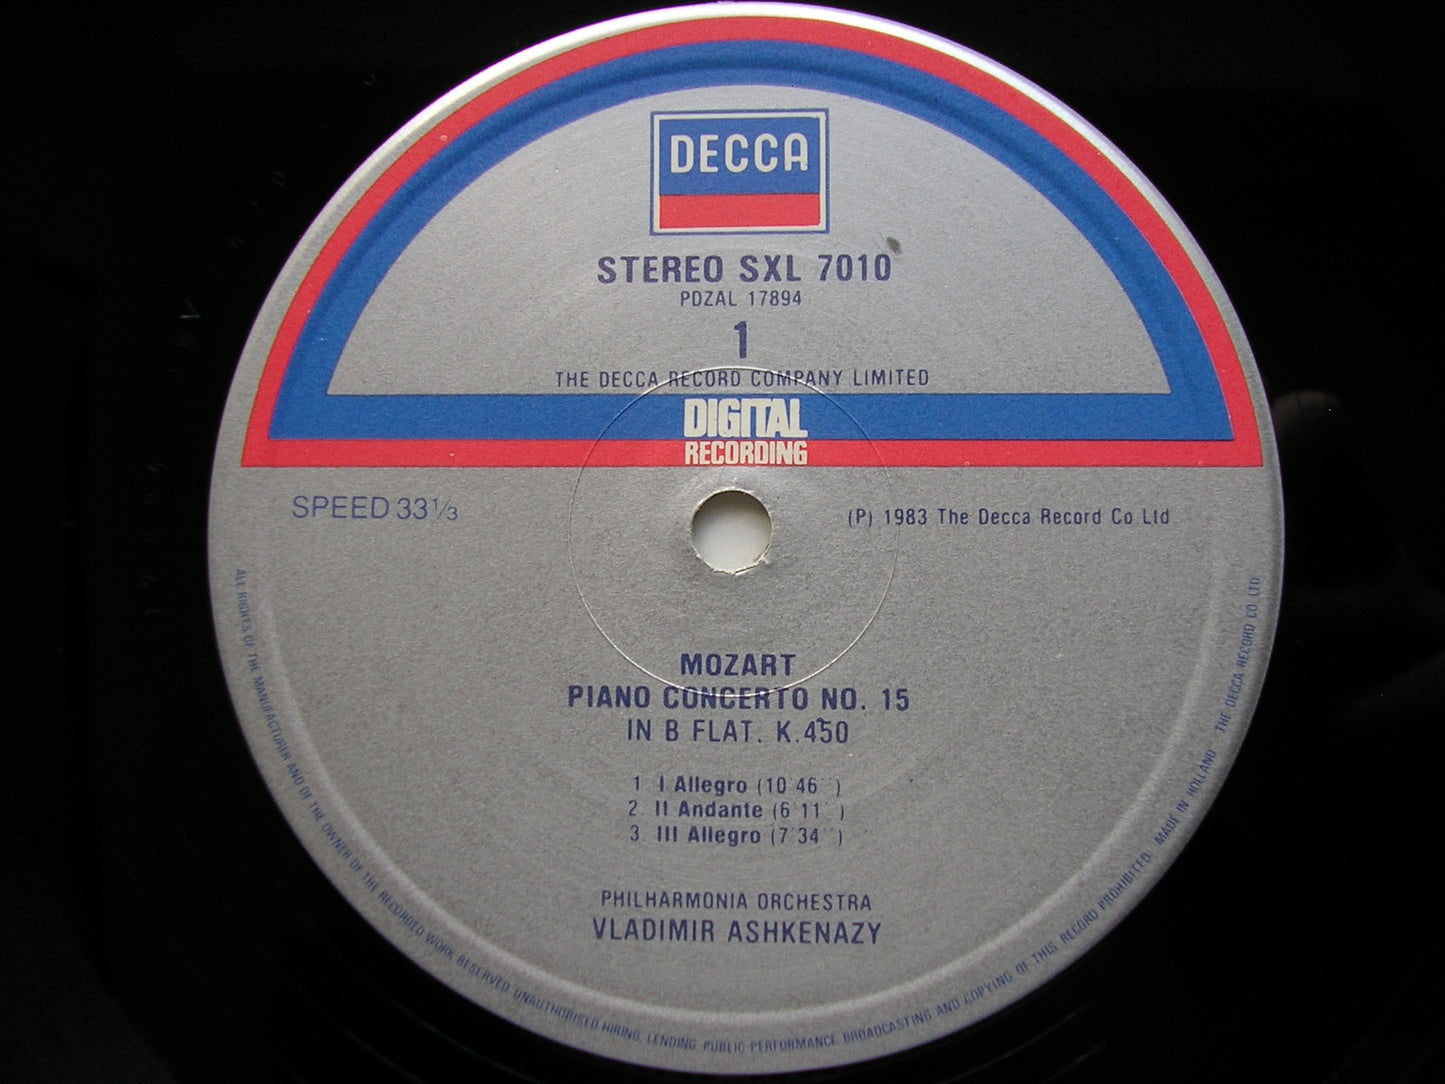 DECCA
STEREO SXL 7010
PDZAL 17894
1
THE DECCA RECORD COMPANY LIMITED
DIGITAL
RECORDING
SPEED 33 1/3
(P) 1983 The Decca Record Co Ltd
MOZART
PIANO CONCERTO NO. 15
IN B FLAT. K.450
1 I Allegro (10'46'')
2. II Andante (6'11'')
3. III Allegro (7'34'')
PHILHARMONIA ORCHESTRA
VLADIMIR ASHKENAZY
ALL RIGHTS OF THE MANUFACTURER AND OF THE OWNER OF THE RECORDED WORK RESERVED. UNAUTHORISED HIRING, LENDING, PUBLIC PERFORMANCE, BROADCASTING AND COPYING OF THIS RECORD PROHIBITED. MADE IN HOLLAND THE DECCA RECORD CO. LTD.